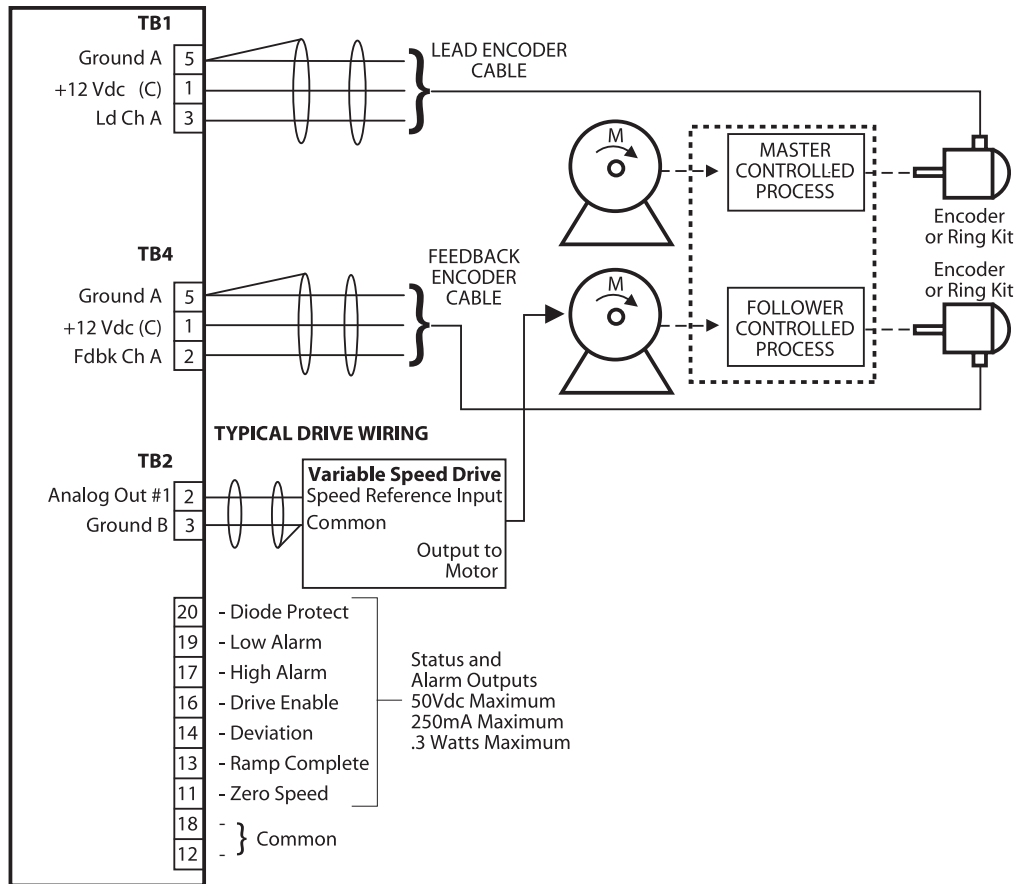 TB1
Ground A 5
+12 Vdc (C) 1
Ld Ch A 3
LEAD ENCODER
CABLE
M
MASTER
CONTROLLED
PROCESS
Encoder
or Ring Kit
TB4
Ground A 5
+12 Vdc (C) 1
Fdbk Ch A 2
FEEDBACK
ENCODER
CABLE
M
FOLLOWER
CONTROLLED
PROCESS
Encoder
or Ring Kit
TYPICAL DRIVE WIRING
TB2
Analog Out #1 2
Ground B 3
Variable Speed Drive
Speed Reference Input
Common
Output to
Motor
20 - Diode Protect
19 - Low Alarm
17 - High Alarm
16 - Drive Enable
14 - Deviation
13 - Ramp Complete
11 - Zero Speed
18 -
12 -
Common
Status and
Alarm Outputs
50Vdc Maximum
250mA Maximum
.3 Watts Maximum